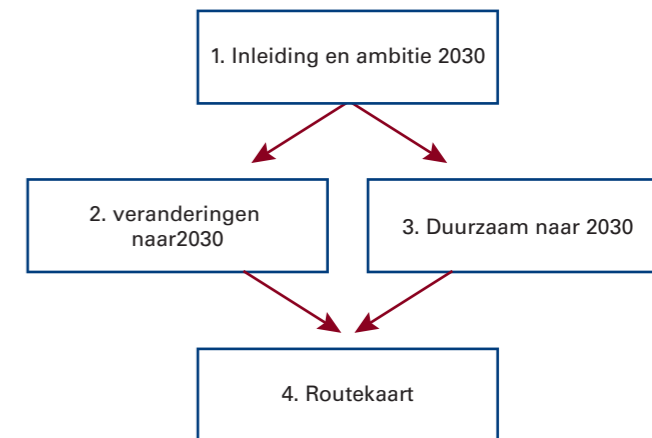 1. Inleiding en ambitie 2030
2. veranderingen
naar2030
3. Duurzaam naar 2030
4. Routekaart